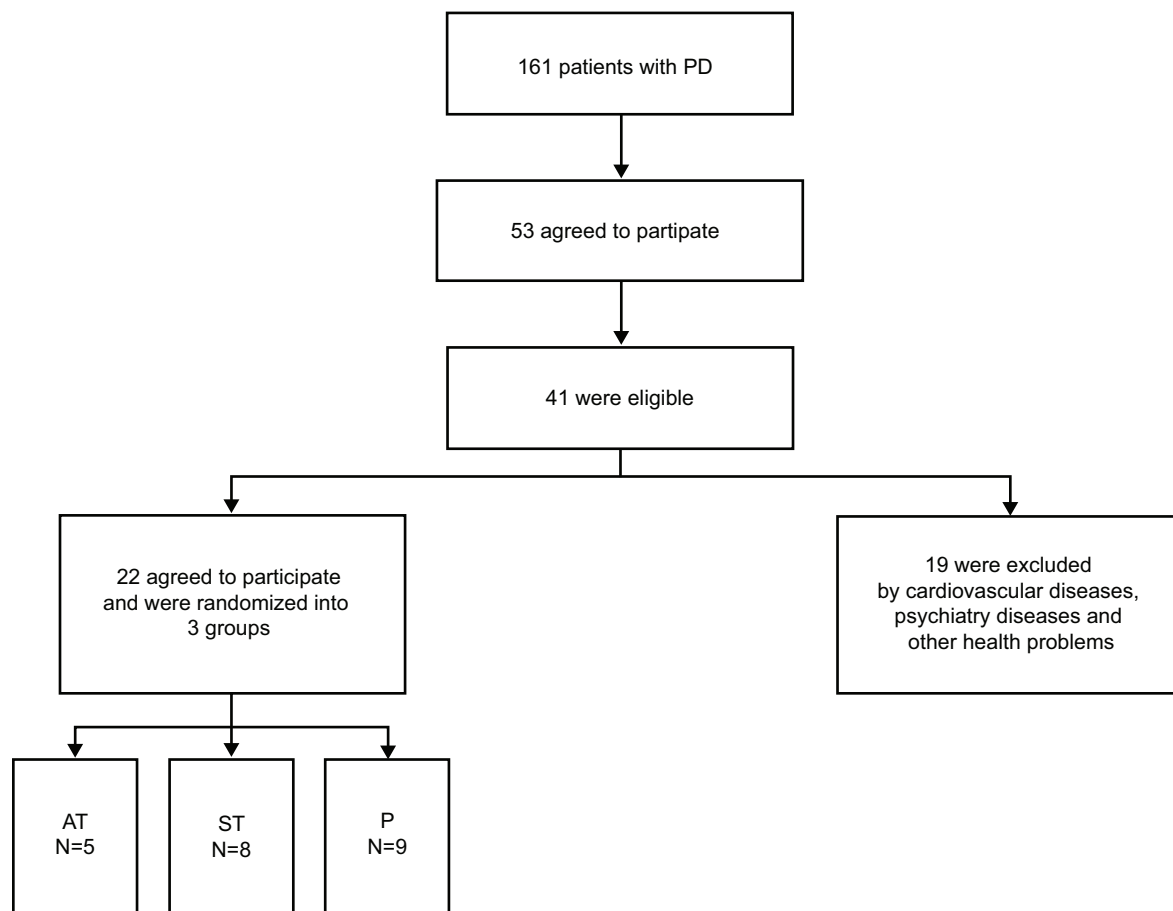 161 patients with PD
53 agreed to partipate
41 were eligible
22 agreed to participate
and were randomized into
3 groups
19 were excluded
by cardiovascular diseases,
psychiatry diseases and
other health problems
AT
N=5
ST
N=8
P
N=9